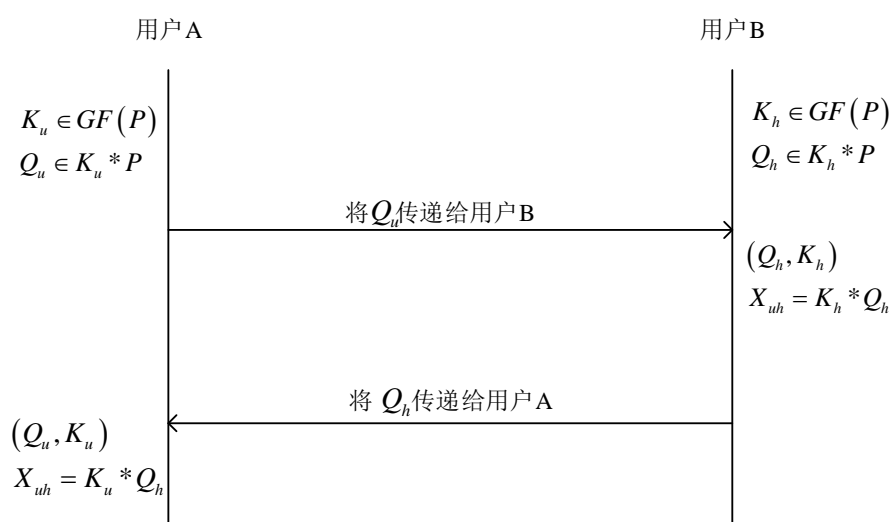 用户A
用户B
K_u ∈ GF(P)
Q_u ∈ K_u * P
K_h ∈ GF(P)
Q_h ∈ K_h * P
将Q_u传递给用户B
(Q_h, K_h)
X_uh = K_h * Q_h
将 Q_h传递给用户A
(Q_u, K_u)
X_uh = K_u * Q_h